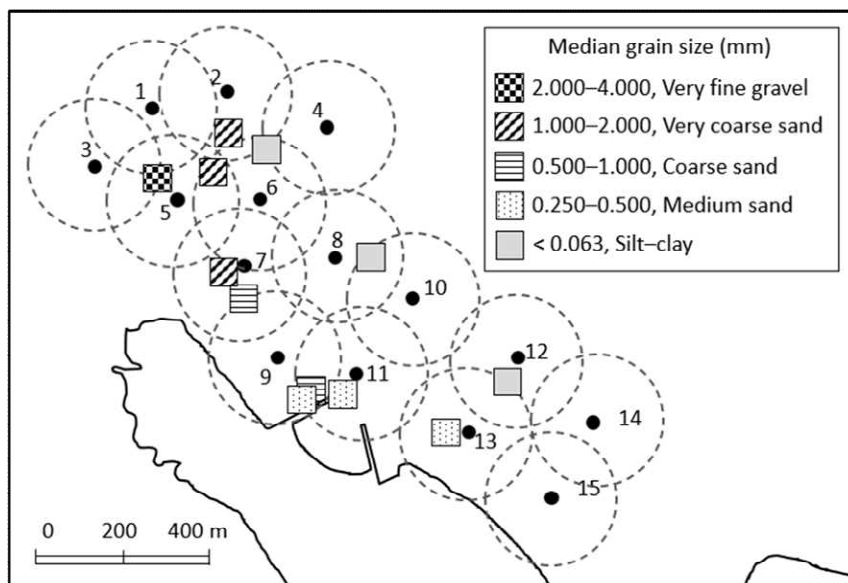 Median grain size (mm)
2.000–4.000, Very fine gravel
1.000–2.000, Very coarse sand
0.500–1.000, Coarse sand
0.250–0.500, Medium sand
< 0.063, Silt–clay
1
2
3
4
5
6
7
8
9
10
11
12
13
14
15
0 200 400 m